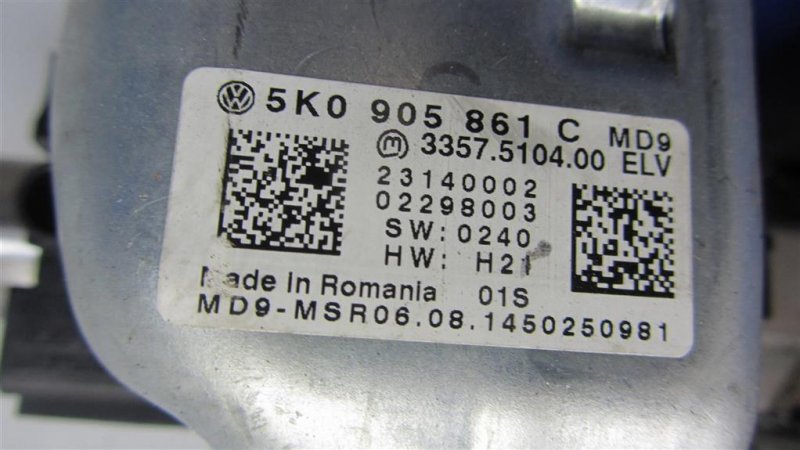 5K0 905 861 C MD9
3357.5104.00 ELV
23140002
02298003
SW: 0240
HW: H21
Made in Romania 01S
MD9-MSR06.08.1450250981